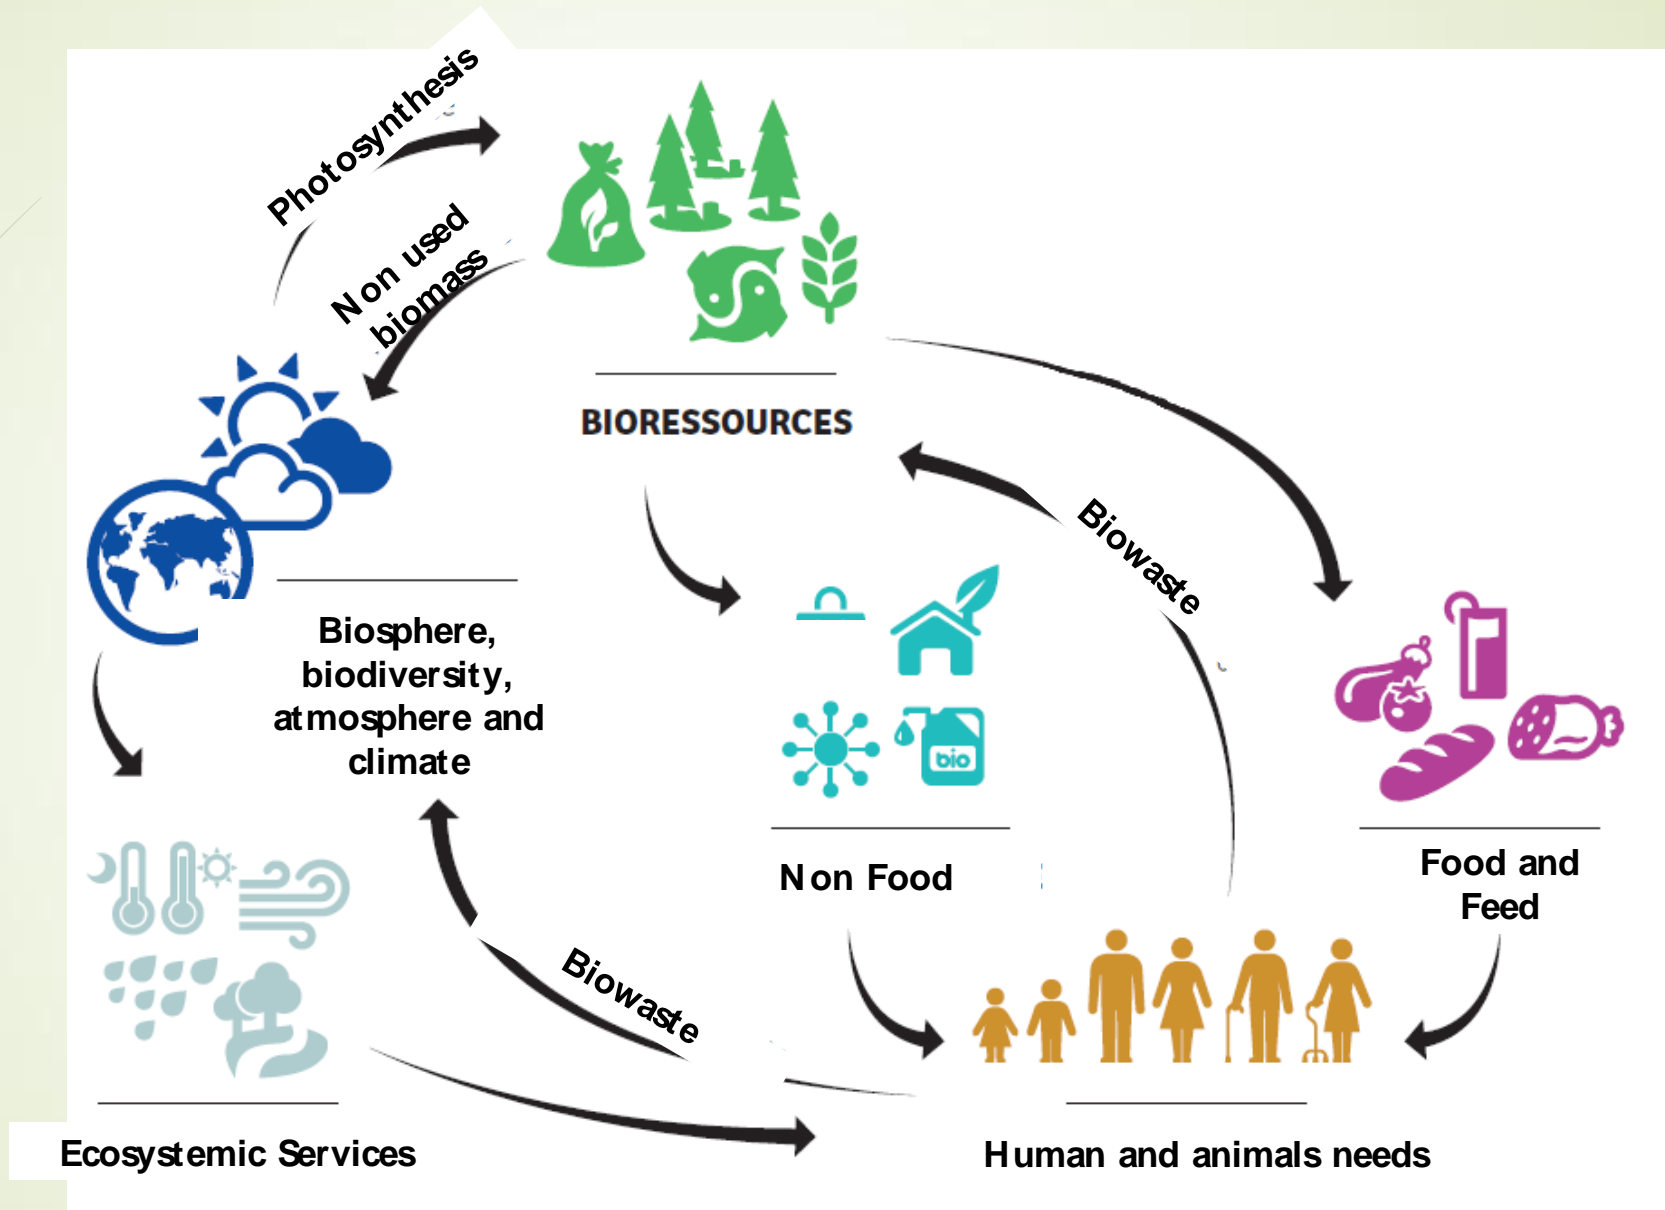 Photosynthesis
Non used
biomass
BIORESSOURCES
Biowaste
Biosphere,
biodiversity,
atmosphere and
climate
bio
Non Food
Food and
Feed
Biowaste
Ecosystemic Services
Human and animals needs